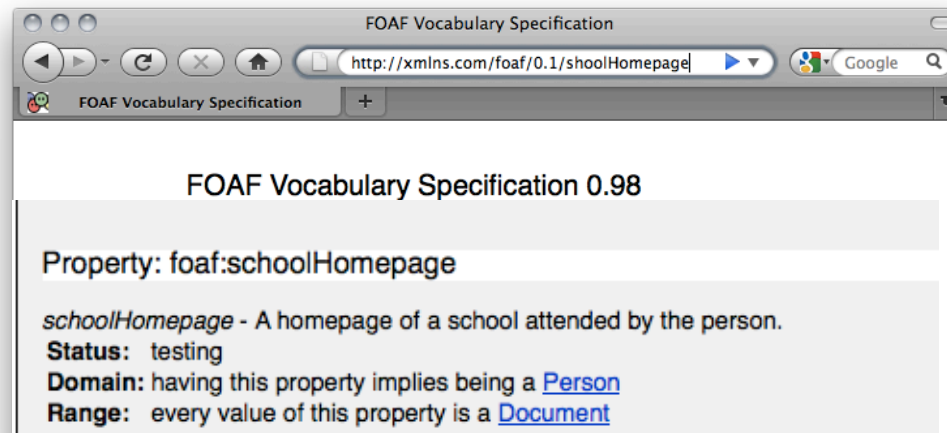 FOAF Vocabulary Specification
http://xmlns.com/foaf/0.1/shoolHomepage
Google
FOAF Vocabulary Specification
FOAF Vocabulary Specification 0.98
Property: foaf:schoolHomepage
schoolHomepage - A homepage of a school attended by the person.
Status: testing
Domain: having this property implies being a Person
Range: every value of this property is a Document